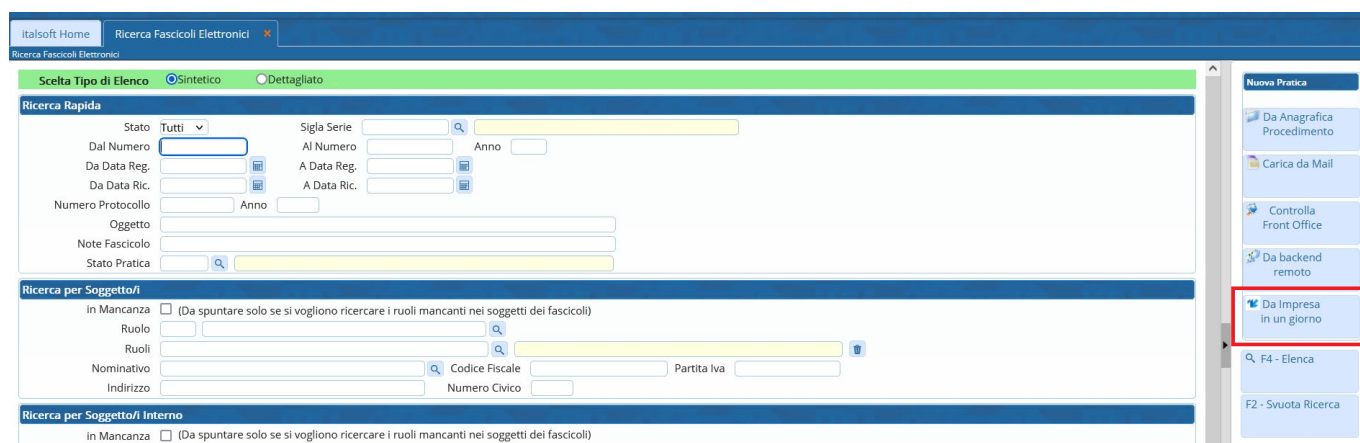 italsoft Home Ricerca Fascicoli Elettronici ×
Ricerca Fascicoli Elettronici
Scelta Tipo di Elenco Sintetico Dettagliato
Ricerca Rapida
Stato Tutti Sigla Serie
Dal Numero Al Numero Anno
Da Data Reg. A Data Reg.
Da Data Ric. A Data Ric.
Numero Protocollo Anno
Oggetto
Note Fascicolo
Stato Pratica
Ricerca per Soggetto/i
in Mancanza (Da spuntare solo se si vogliono ricercare i ruoli mancanti nei soggetti dei fascicoli)
Ruolo
Ruoli
Nominativo Codice Fiscale Partita Iva
Indirizzo Numero Civico
Ricerca per Soggetto/i Interno
in Mancanza (Da spuntare solo se si vogliono ricercare i ruoli mancanti nei soggetti dei fascicoli)
Nuova Pratica
Da Anagrafica
Procedimento
Carica da Mail
Controlla
Front Office
Da backend
remoto
Da Impresa
in un giorno
F4 - Elenca
F2 - Svuota Ricerca